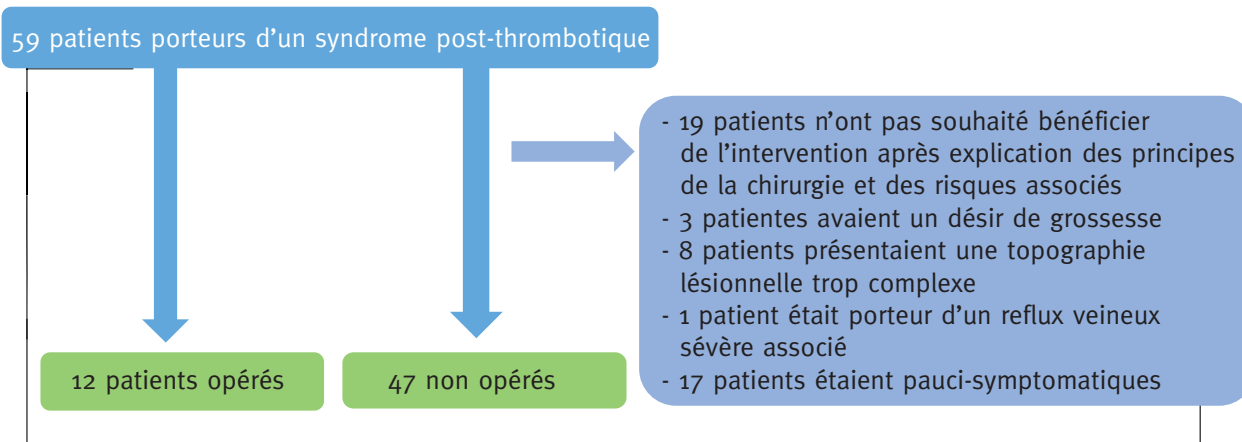 59 patients porteurs d'un syndrome post-thrombotique
- 19 patients n'ont pas souhaité bénéficier
de l'intervention après explication des principes
de la chirurgie et des risques associés
- 3 patientes avaient un désir de grossesse
- 8 patients présentaient une topographie
lésionnelle trop complexe
- 1 patient était porteur d'un reflux veineux
sévère associé
- 17 patients étaient pauci-symptomatiques
12 patients opérés
47 non opérés